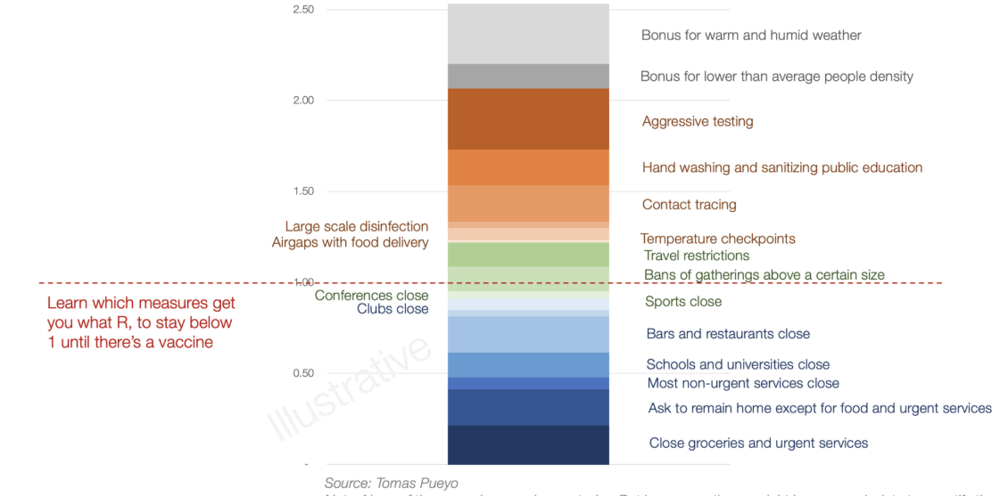 2.50
Bonus for warm and humid weather
Bonus for lower than average people density
2.00
Aggressive testing
Hand washing and sanitizing public education
1.50
Contact tracing
Large scale disinfection
Airgaps with food delivery
Temperature checkpoints
Travel restrictions
Bans of gatherings above a certain size
1.00
Conferences close
Clubs close
Sports close
Learn which measures get
you what R, to stay below
1 until there's a vaccine
Bars and restaurants close
Schools and universities close
0.50
Most non-urgent services close
Illustrative
Ask to remain home except for food and urgent services
Close groceries and urgent services
-
Source: Tomas Pueyo